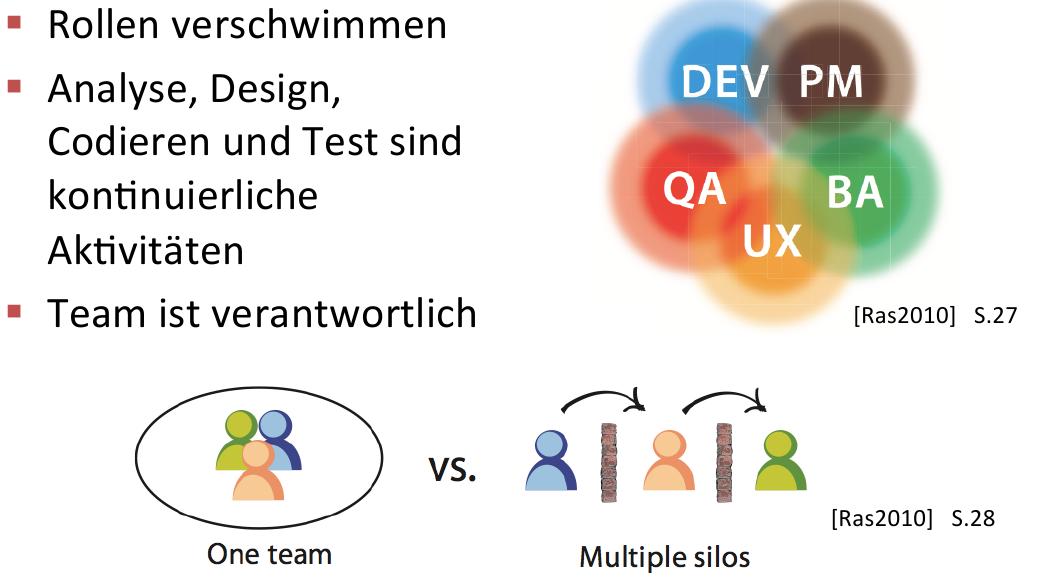 Rollen verschwimmen
Analyse, Design,
Codieren und Test sind
kontinuierliche
Aktivitäten
Team ist verantwortlich
DEV PM
QA BA
UX
[Ras2010] S.27
vs.
[Ras2010] S.28
One team
Multiple silos